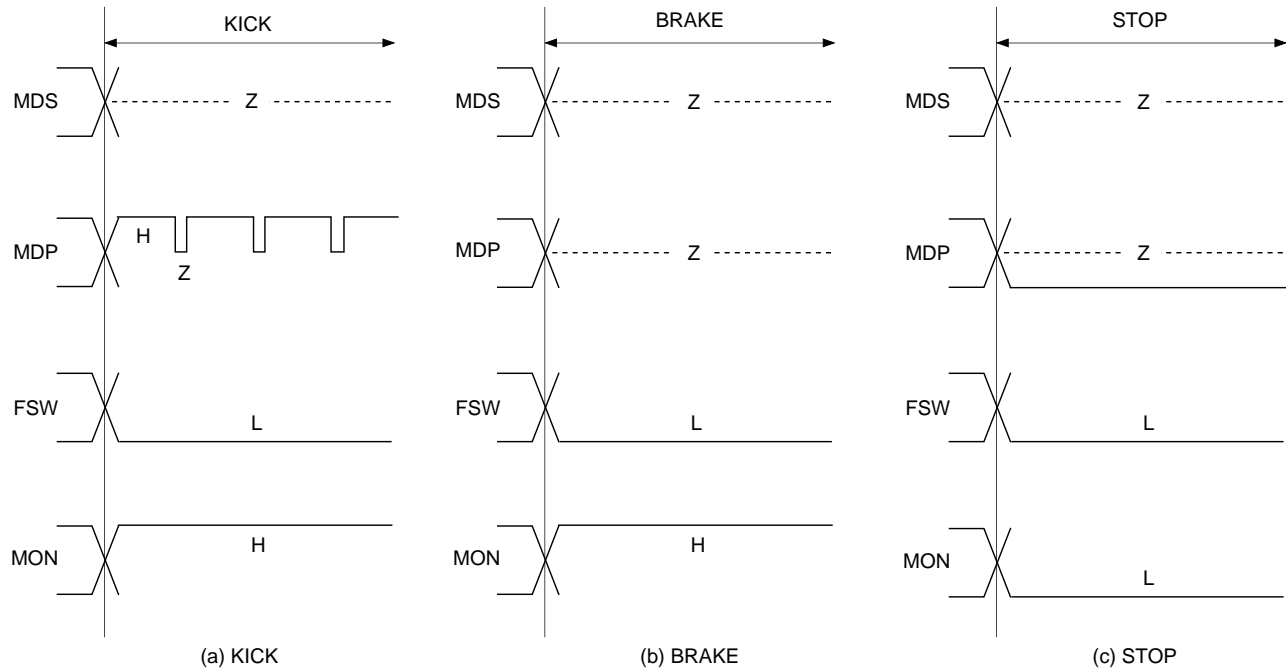 KICK
MDS
Z
MDP
H
Z
FSW
L
MON
H
(a) KICK
BRAKE
MDS
Z
MDP
Z
FSW
L
MON
H
(b) BRAKE
STOP
MDS
Z
MDP
Z
FSW
L
MON
L
(c) STOP